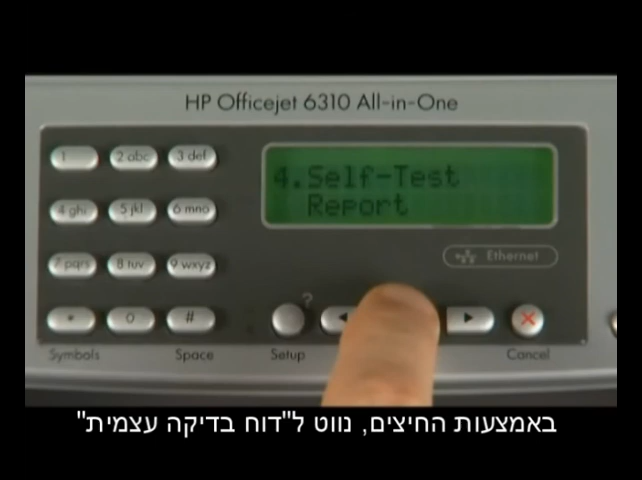 HP Officejet 6310 All-in-One
1 2 abc 3 def
4.Self-Test
Report
4 ghi 5 jkl 6 mno
Ethernet
7 pqrs 8 tuv 9 wxyz
* 0 # ?
Symbols Space Setup Cancel
באמצעות החיצים, נווט ל"דוח בדיקה עצמית"